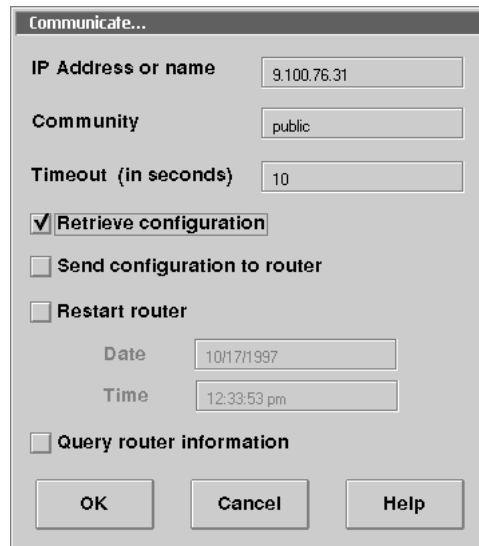 Communicate...
IP Address or name 9.100.76.31
Community public
Timeout (in seconds) 10
Retrieve configuration
Send configuration to router
Restart router
Date 10/17/1997
Time 12:33:53 pm
Query router information
OK Cancel Help